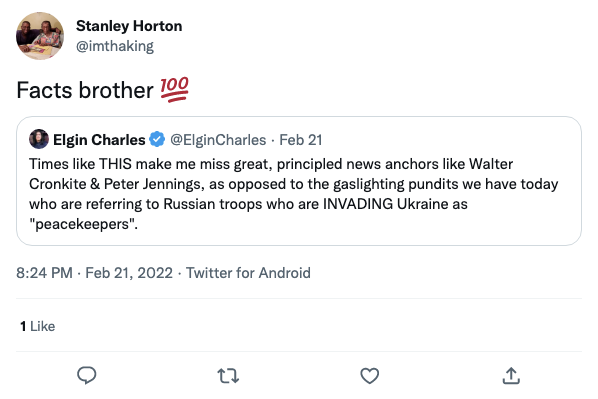 Stanley Horton
@imthaking
Facts brother 💯
Elgin Charles @ElginCharles · Feb 21
Times like THIS make me miss great, principled news anchors like Walter
Cronkite & Peter Jennings, as opposed to the gaslighting pundits we have today
who are referring to Russian troops who are INVADING Ukraine as
"peacekeepers".
8:24 PM · Feb 21, 2022 · Twitter for Android
1 Like